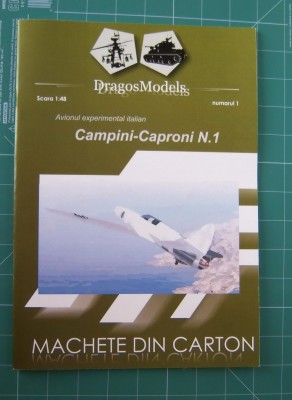 DragosModels
Scara 1:48
numarul 1
Avionul experimental italian
Campini-Caproni N.1
MACHETE DIN CARTON